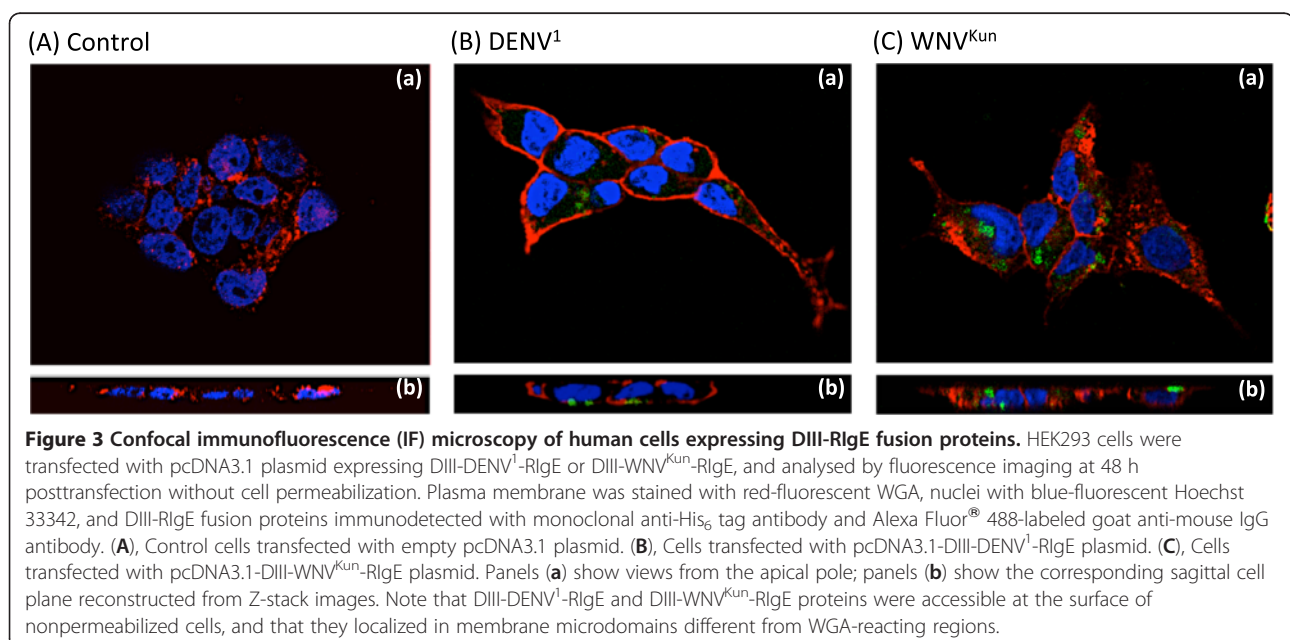 (A) Control
(B) DENV¹
(C) WNVᴷᵘⁿ
(a)
(a)
(a)
(b)
(b)
(b)
Figure 3 Confocal immunofluorescence (IF) microscopy of human cells expressing DIII-RIgE fusion proteins. HEK293 cells were
transfected with pcDNA3.1 plasmid expressing DIII-DENV¹-RIgE or DIII-WNVᴷᵘⁿ-RIgE, and analysed by fluorescence imaging at 48 h
posttransfection without cell permeabilization. Plasma membrane was stained with red-fluorescent WGA, nuclei with blue-fluorescent Hoechst
33342, and DIII-RIgE fusion proteins immunodetected with monoclonal anti-His₆ tag antibody and Alexa Fluor® 488-labeled goat anti-mouse IgG
antibody. (A), Control cells transfected with empty pcDNA3.1 plasmid. (B), Cells transfected with pcDNA3.1-DIII-DENV¹-RIgE plasmid. (C), Cells
transfected with pcDNA3.1-DIII-WNVᴷᵘⁿ-RIgE plasmid. Panels (a) show views from the apical pole; panels (b) show the corresponding sagittal cell
plane reconstructed from Z-stack images. Note that DIII-DENV¹-RIgE and DIII-WNVᴷᵘⁿ-RIgE proteins were accessible at the surface of
nonpermeabilized cells, and that they localized in membrane microdomains different from WGA-reacting regions.